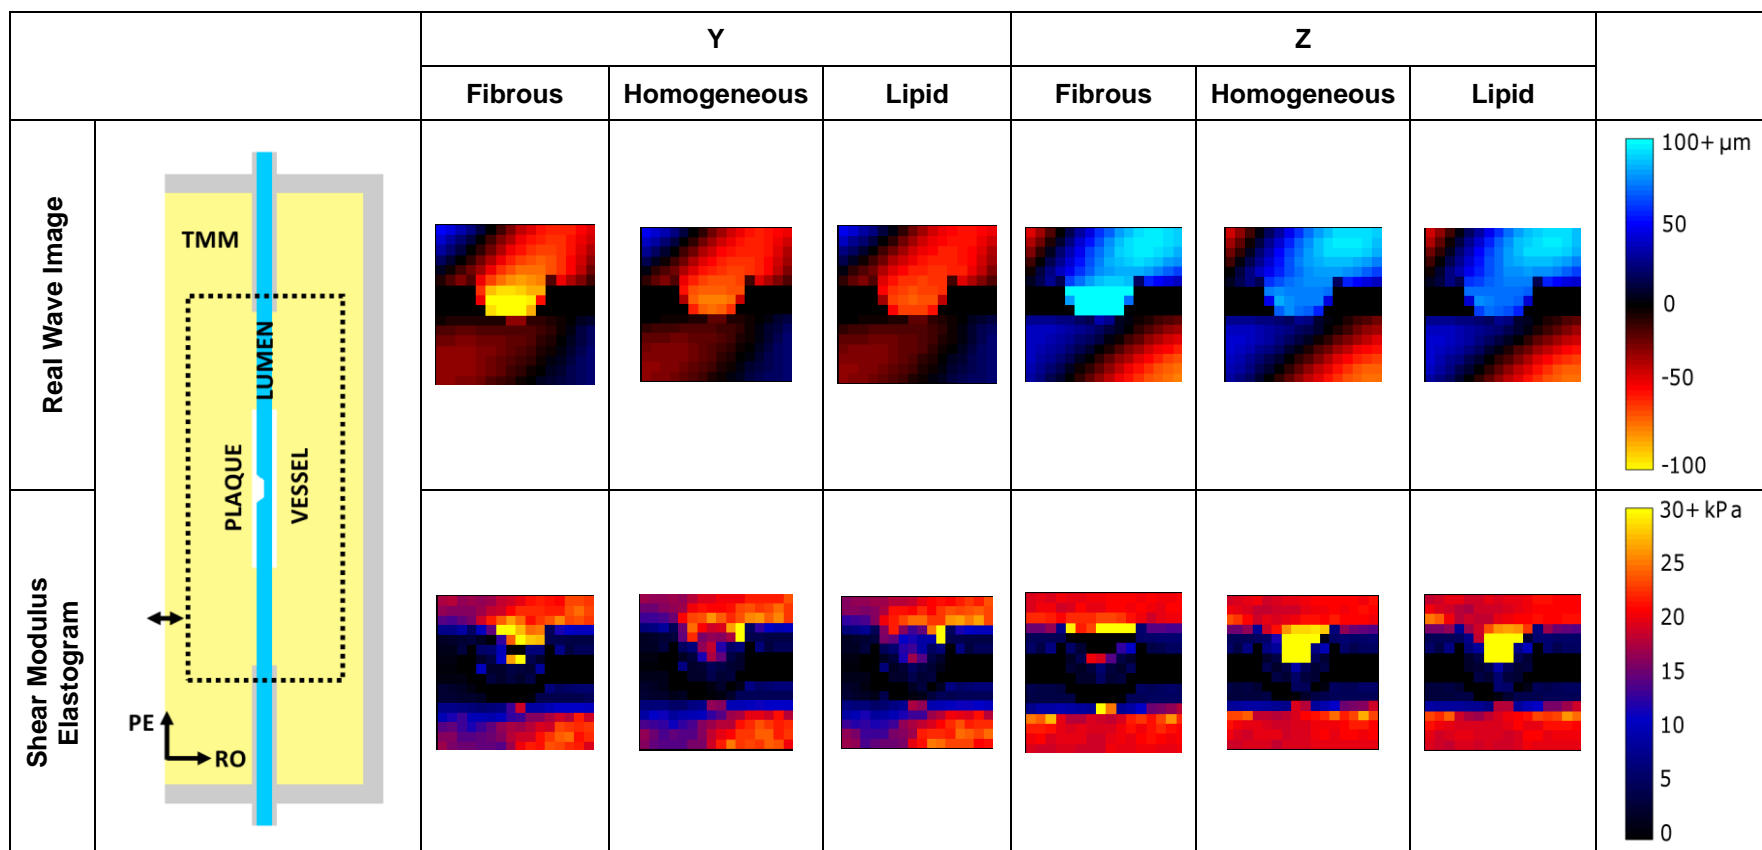 Y
Z
Fibrous
Homogeneous
Lipid
Fibrous
Homogeneous
Lipid
Real Wave Image
TMM
LUMEN
PLAQUE
VESSEL
PE
RO
100+ µm
50
0
-50
-100
Shear Modulus
Elastogram
30+ kPa
25
20
15
10
5
0